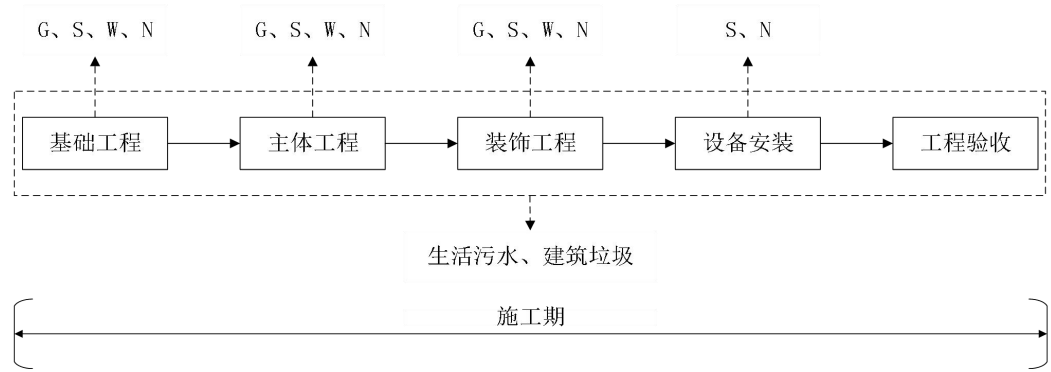 G、S、W、N
G、S、W、N
G、S、W、N
S、N
基础工程
主体工程
装饰工程
设备安装
工程验收
生活污水、建筑垃圾
施工期